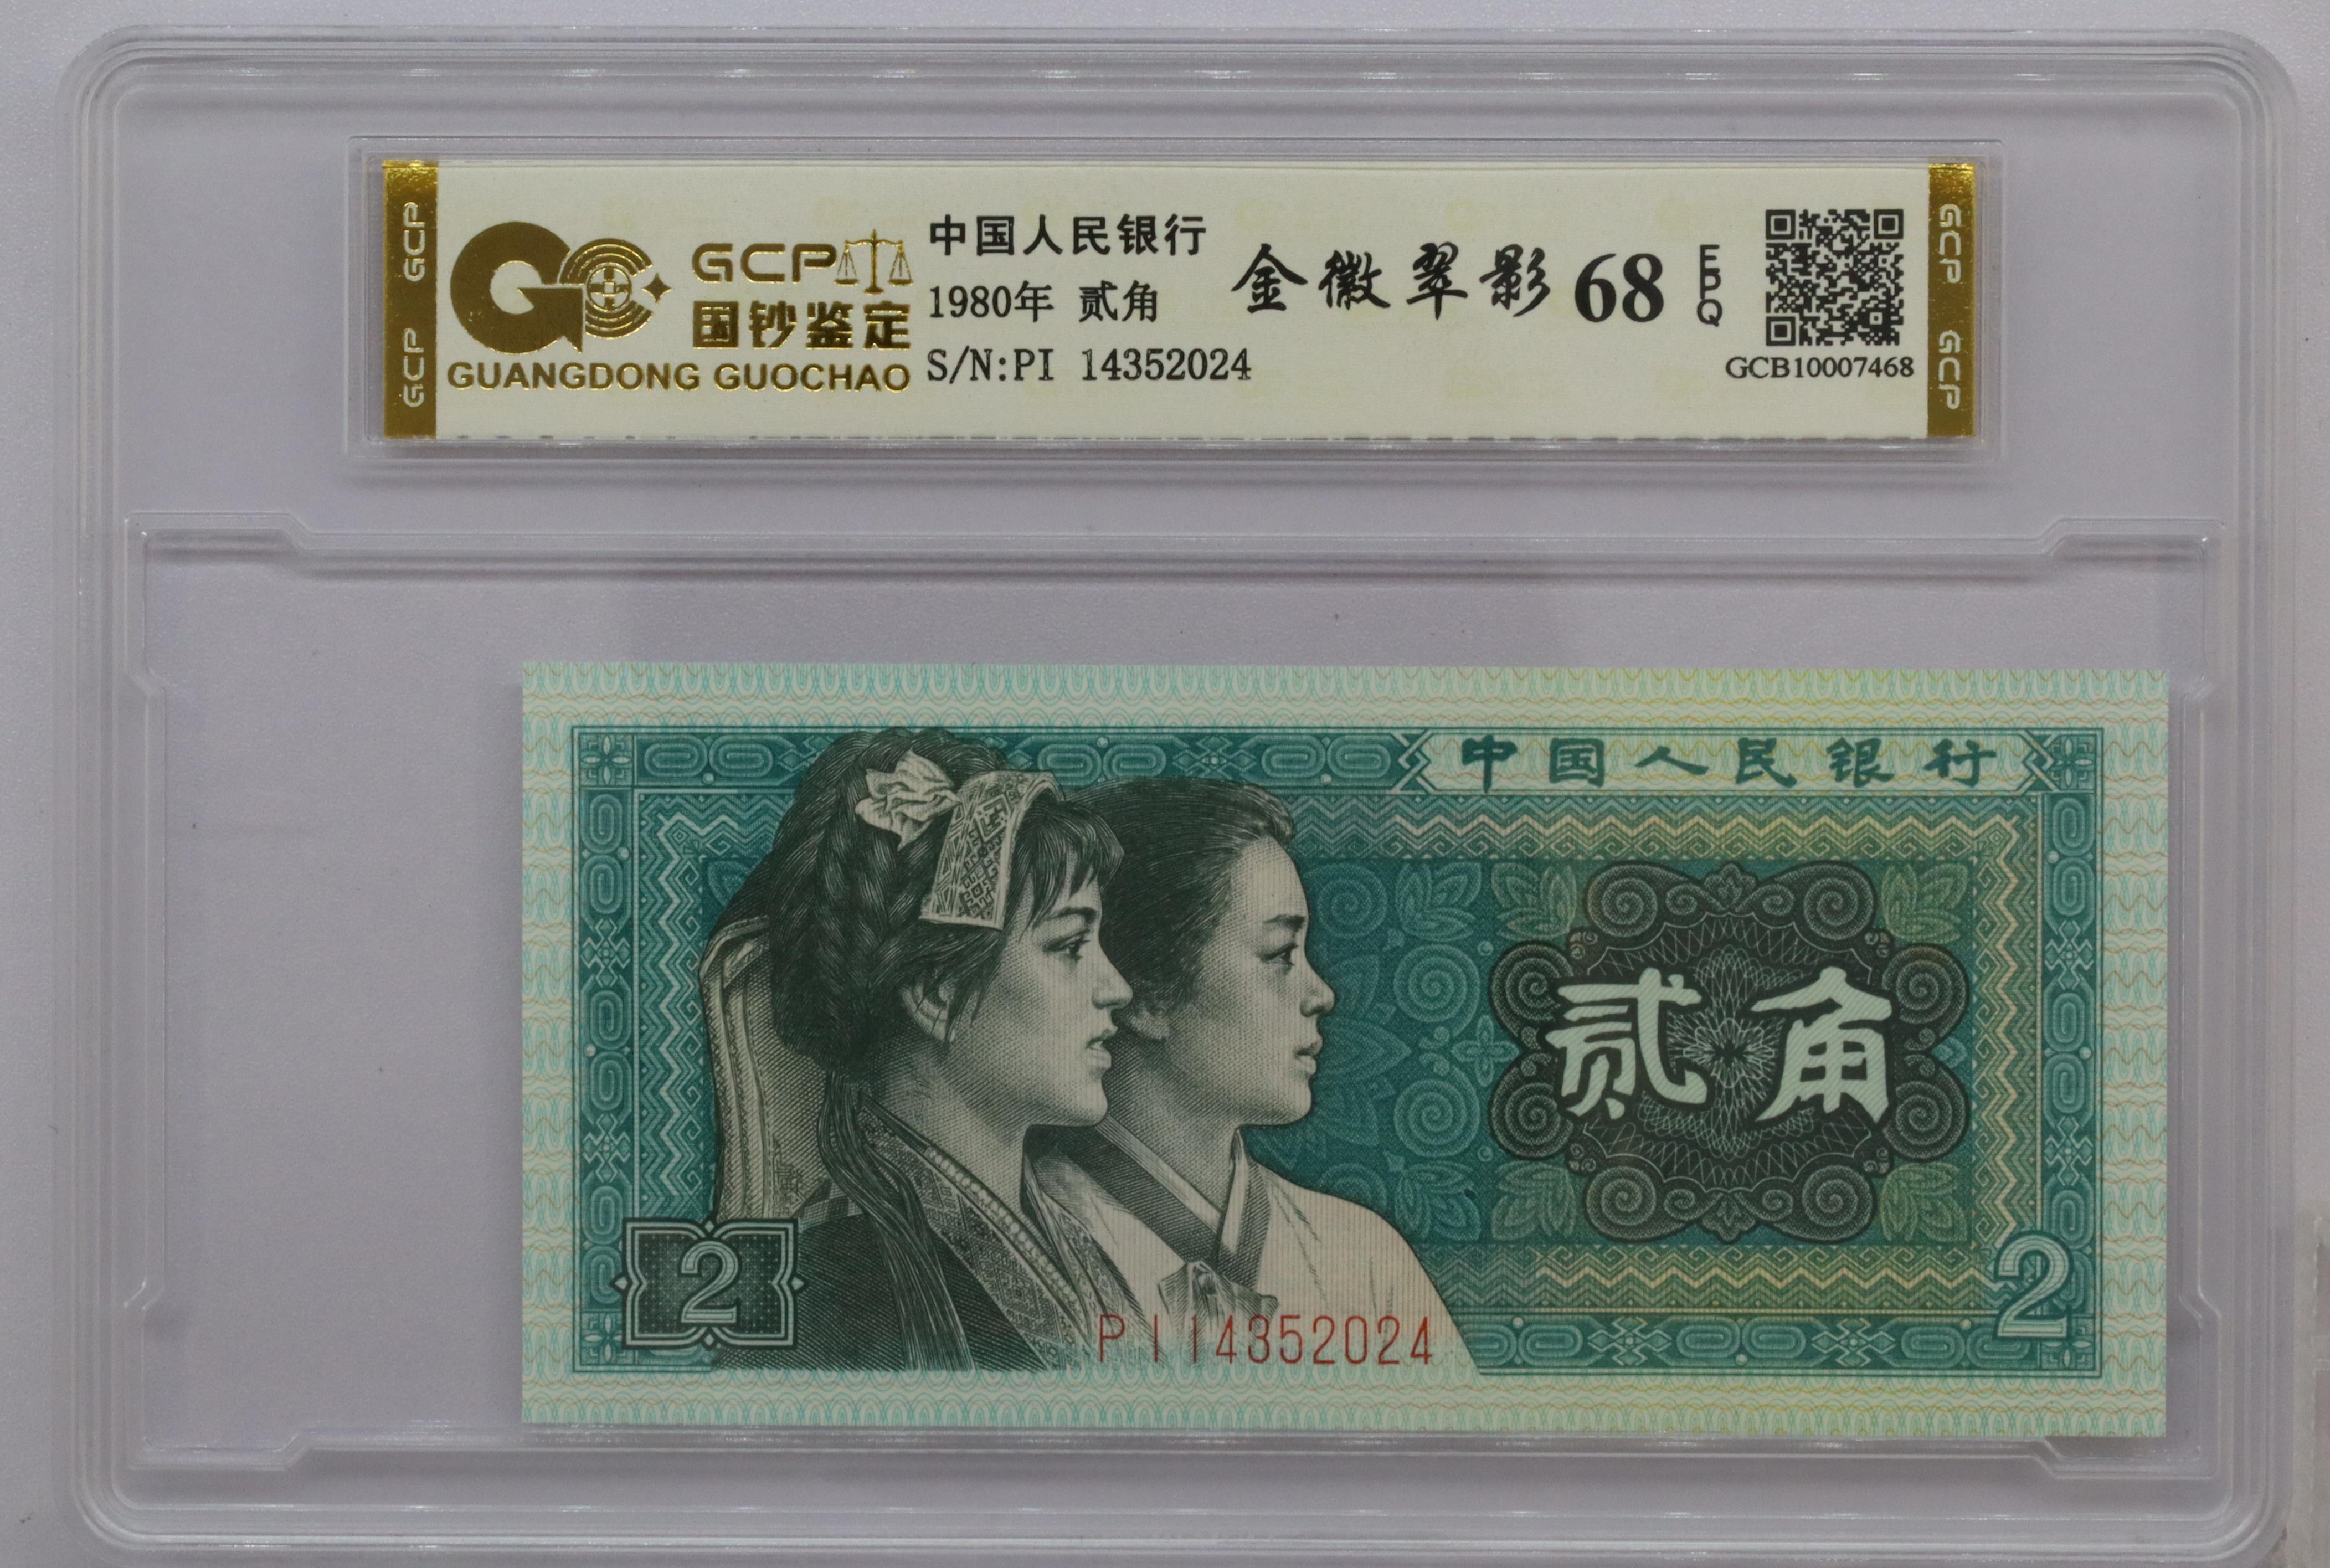 GCP
国钞鉴定
GUANGDONG GUOCHAO
中国人民银行
1980年 贰角
S/N:PI 14352024
金徽翠影 68 EPQ
GCB10007468
GCP GCP
GCP GCP
中国人民银行
贰角
2
2
PI14352024